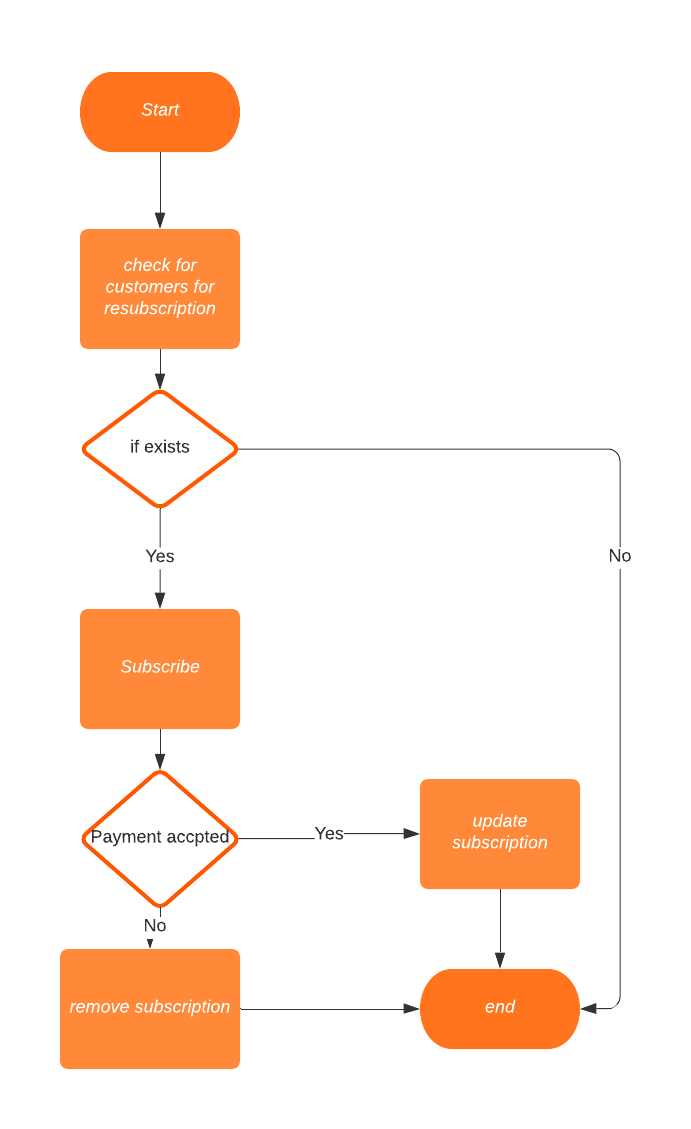 Start
check for
customers for
resubscription
if exists
Yes
No
Subscribe
Payment accpted
Yes
update
subscription
No
remove subscription
end